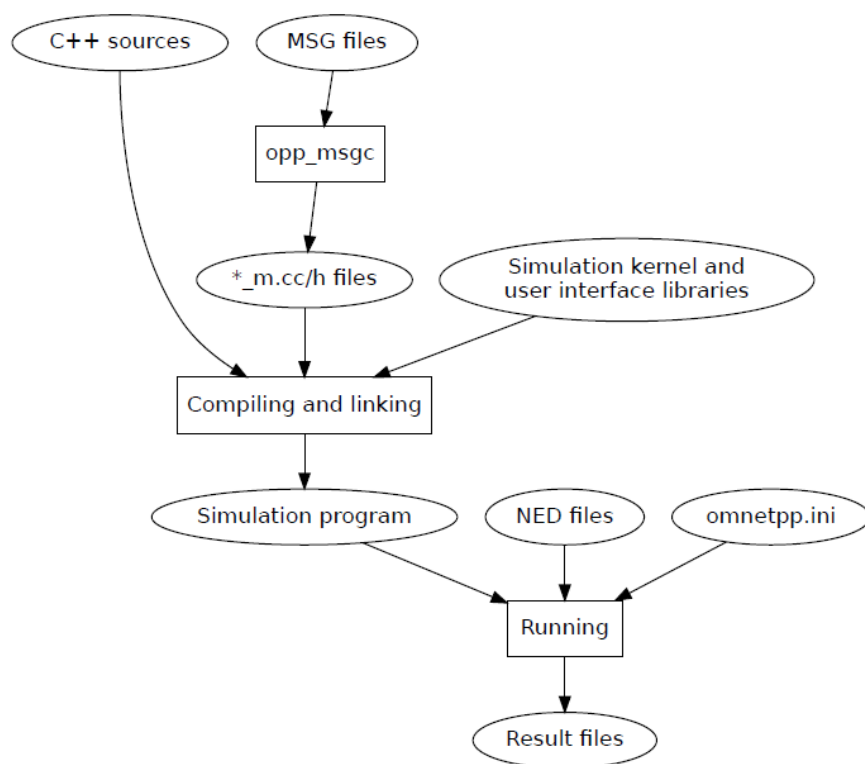 C++ sources
MSG files
opp_msgc
*_m.cc/h files
Simulation kernel and
user interface libraries
Compiling and linking
Simulation program
NED files
omnetpp.ini
Running
Result files